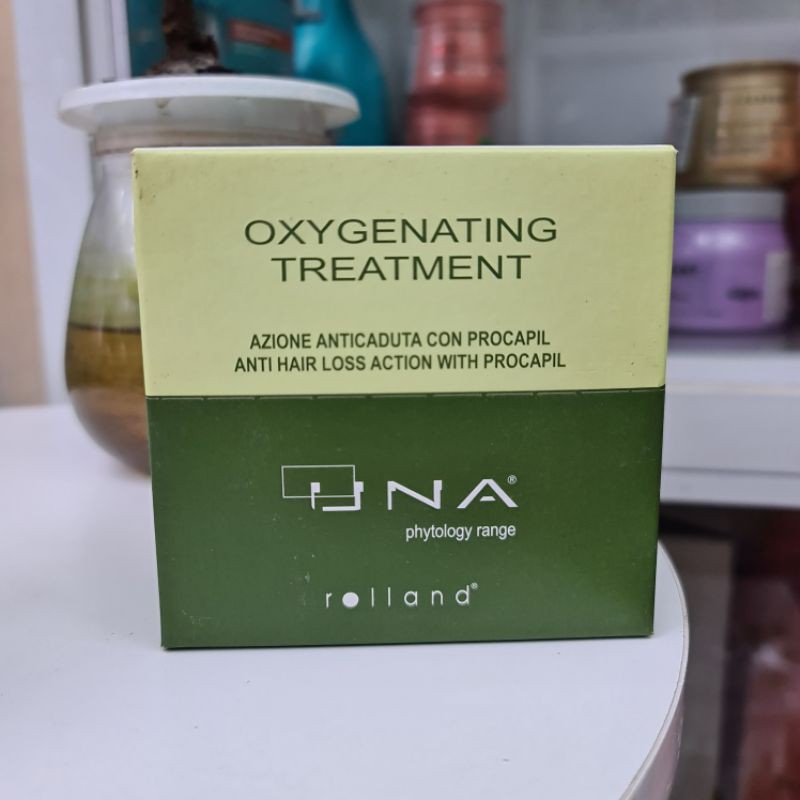 OXYGENATING
TREATMENT
AZIONE ANTICADUTA CON PROCAPIL
ANTI HAIR LOSS ACTION WITH PROCAPIL
UNA®
phytology range
rolland®